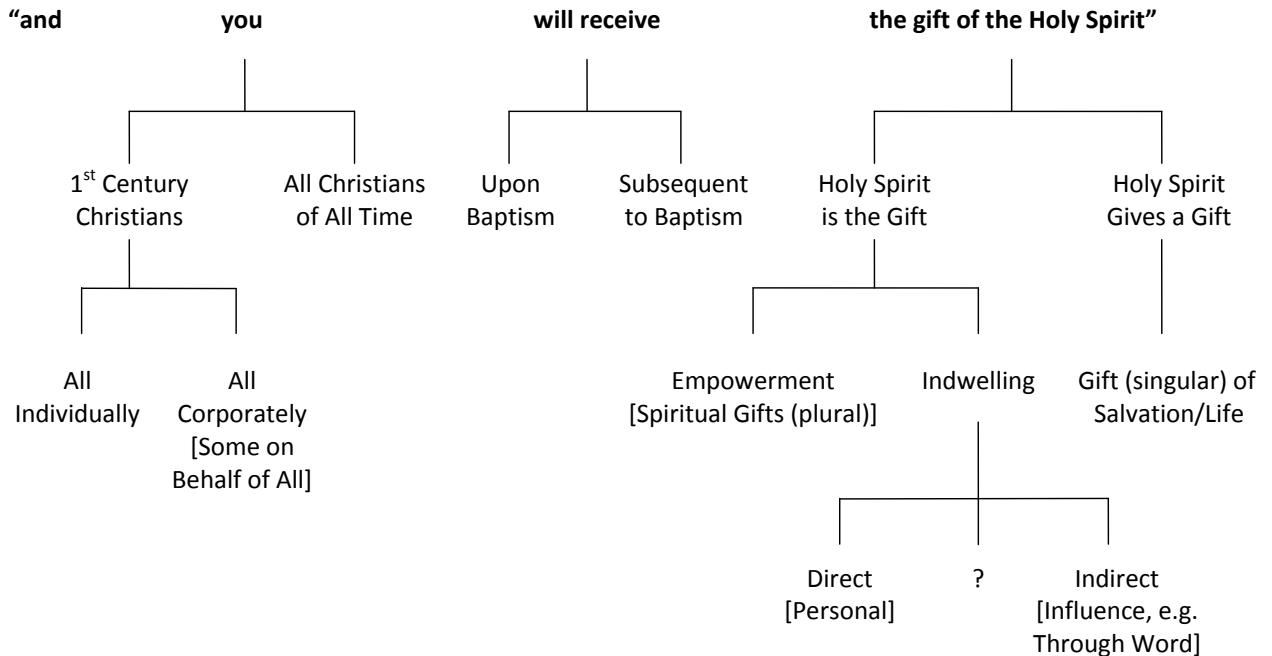 “and you will receive the gift of the Holy Spirit”
1st Century
Christians
All Christians
of All Time
Upon
Baptism
Subsequent
to Baptism
Holy Spirit
is the Gift
Holy Spirit
Gives a Gift
All
Individually
All
Corporately
[Some on
Behalf of All]
Empowerment
[Spiritual Gifts (plural)]
Indwelling
Gift (singular) of
Salvation/Life
Direct
[Personal]
?
Indirect
[Influence, e.g.
Through Word]